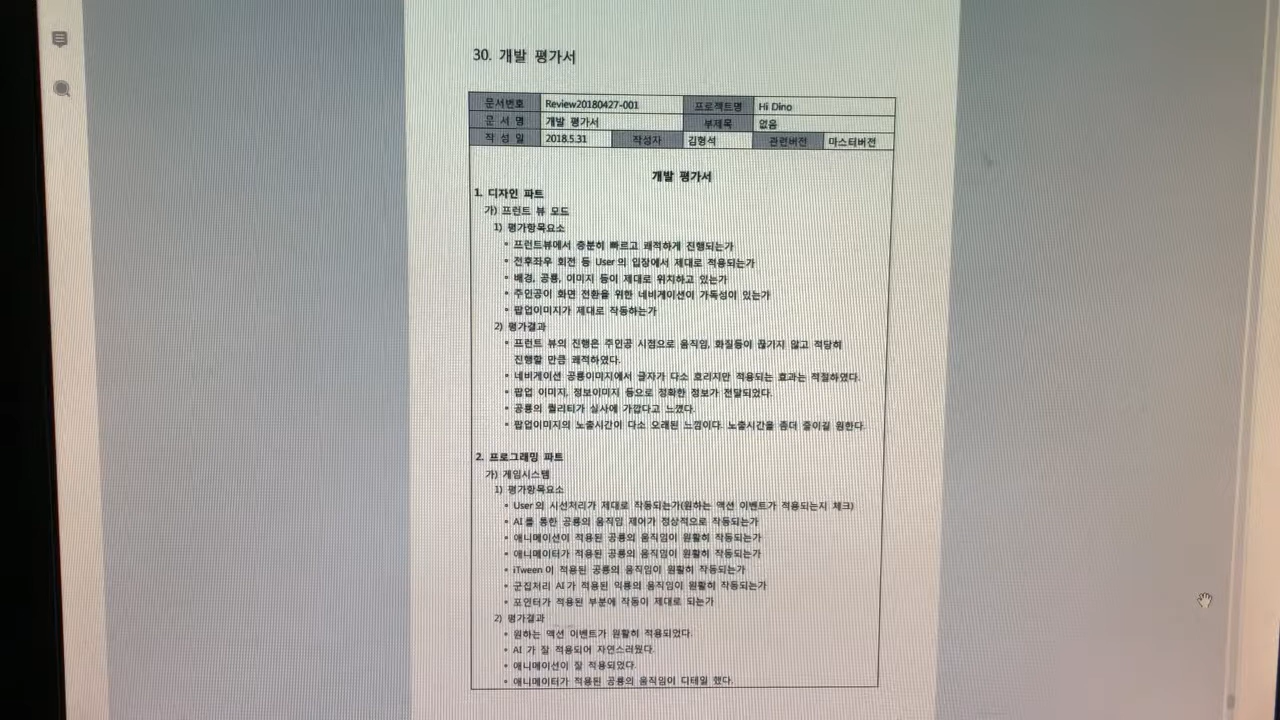 30. 개발 평가서
문서번호 Review20180427-001 프로젝트명 Hi Dino
문 서 명 개발 평가서 부제목 없음
작 성 일 2018.5.31 작성자 김형석 관련버전 마스터버전
개발 평가서
1. 디자인 파트
가) 프런트 뷰 모드
1) 평가항목요소
• 프런트뷰에서 충분히 빠르고 쾌적하게 진행되는가
• 전후좌우 회전 등 User 의 입장에서 제대로 적용되는가
• 배경, 공룡, 이미지 등이 제대로 위치하고 있는가
• 주인공이 화면 전환을 위한 네비게이션이 가독성이 있는가
• 팝업이미지가 제대로 작동하는가
2) 평가결과
• 프런트 뷰의 진행은 주인공 시점으로 움직임, 화질등이 끊기지 않고 적당히
진행할 만큼 쾌적하였다.
• 네비게이션 공룡이미지에서 글자가 다소 흐리지만 적용되는 효과는 적절하였다.
• 팝업 이미지, 정보이미지 등으로 정확한 정보가 전달되었다.
• 공룡의 퀄리티가 실사에 가깝다고 느꼈다.
• 팝업이미지의 노출시간이 다소 오래된 느낌이다. 노출시간을 좀더 줄이길 원한다.
2. 프로그래밍 파트
가) 게임시스템
1) 평가항목요소
• User 의 시선처리가 제대로 작동되는가(원하는 액션 이벤트가 적용되는지 체크)
• AI 를 통한 공룡의 움직임 제어가 정상적으로 작동되는가
• 애니메이션이 적용된 공룡의 움직임이 원활히 작동되는가
• 애니메이터가 적용된 공룡의 움직임이 원활히 작동되는가
• iTween 이 적용된 공룡의 움직임이 원활히 작동되는가
• 군집처리 AI 가 적용된 익룡의 움직임이 원활히 작동되는가
• 포인터가 적용된 부분에 작동이 제대로 되는가
2) 평가결과
• 원하는 액션 이벤트가 원활히 적용되었다.
• AI 가 잘 적용되어 자연스러웠다.
• 애니메이션이 잘 적용되었다.
• 애니메이터가 적용된 공룡의 움직임이 디테일 했다.